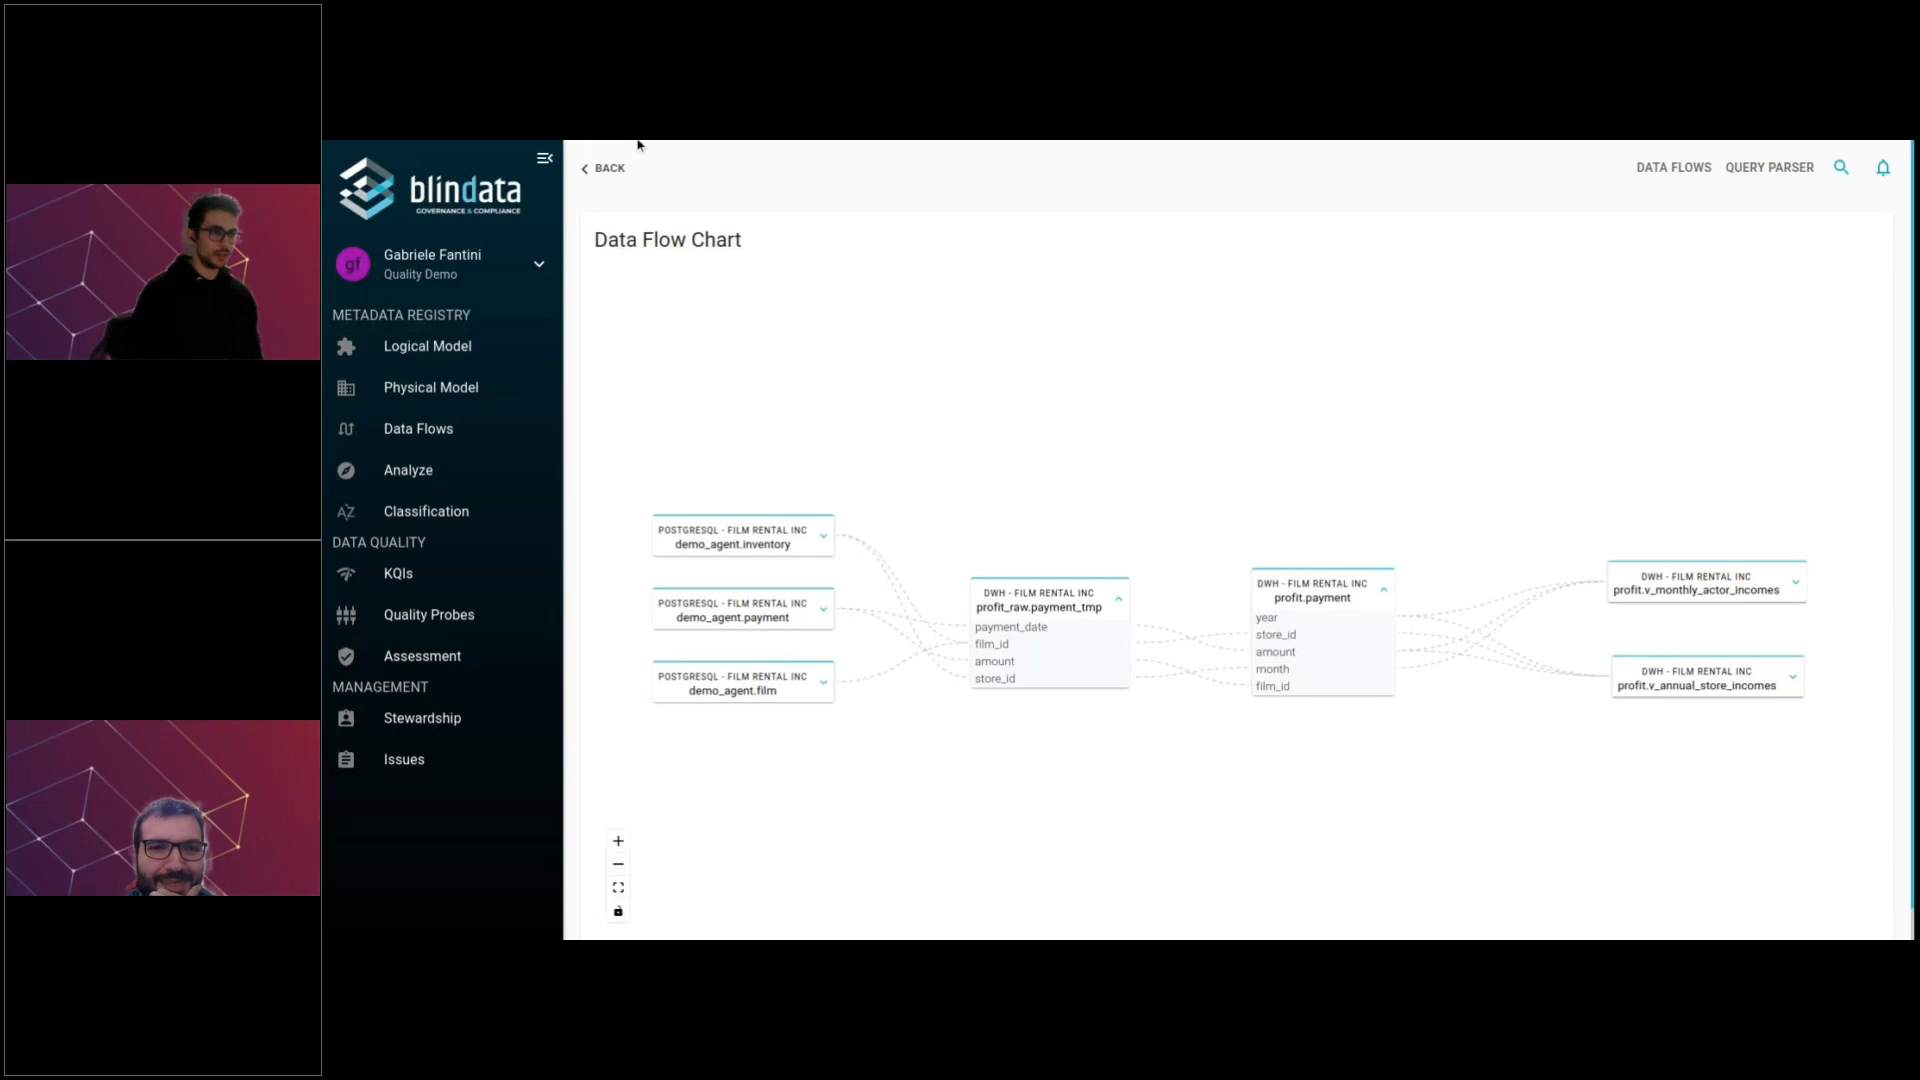 blindata
GOVERNANCE & COMPLIANCE
gf
Gabriele Fantini
Quality Demo
METADATA REGISTRY
Logical Model
Physical Model
Data Flows
Analyze
Classification
DATA QUALITY
KQIs
Quality Probes
Assessment
MANAGEMENT
Stewardship
Issues
BACK
DATA FLOWS
QUERY PARSER
Data Flow Chart
POSTGRESQL - FILM RENTAL INC
demo_agent.inventory
POSTGRESQL - FILM RENTAL INC
demo_agent.payment
POSTGRESQL - FILM RENTAL INC
demo_agent.film
DWH - FILM RENTAL INC
profit_raw.payment_tmp
payment_date
film_id
amount
store_id
DWH - FILM RENTAL INC
profit.payment
year
store_id
amount
month
film_id
DWH - FILM RENTAL INC
profit.v_monthly_actor_incomes
DWH - FILM RENTAL INC
profit.v_annual_store_incomes